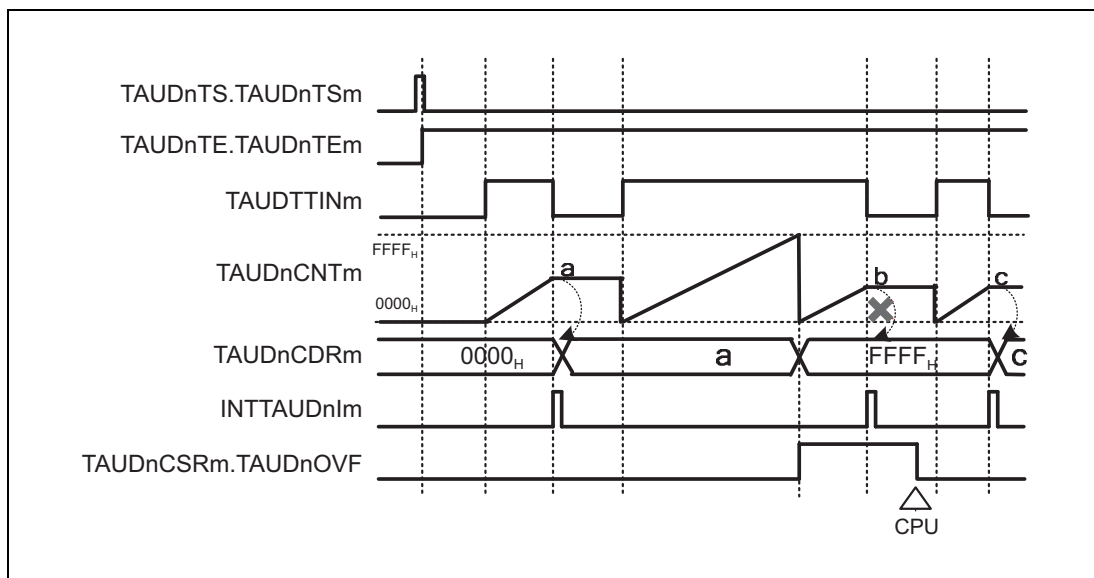 TAUDnTS.TAUDnTSm
TAUDnTE.TAUDnTEm
TAUDTTINm
FFFFH
TAUDnCNTm
a
b
c
0000H
TAUDnCDRm
0000H
a
FFFFH
c
INTTAUDnIm
TAUDnCSRm.TAUDnOVF
CPU